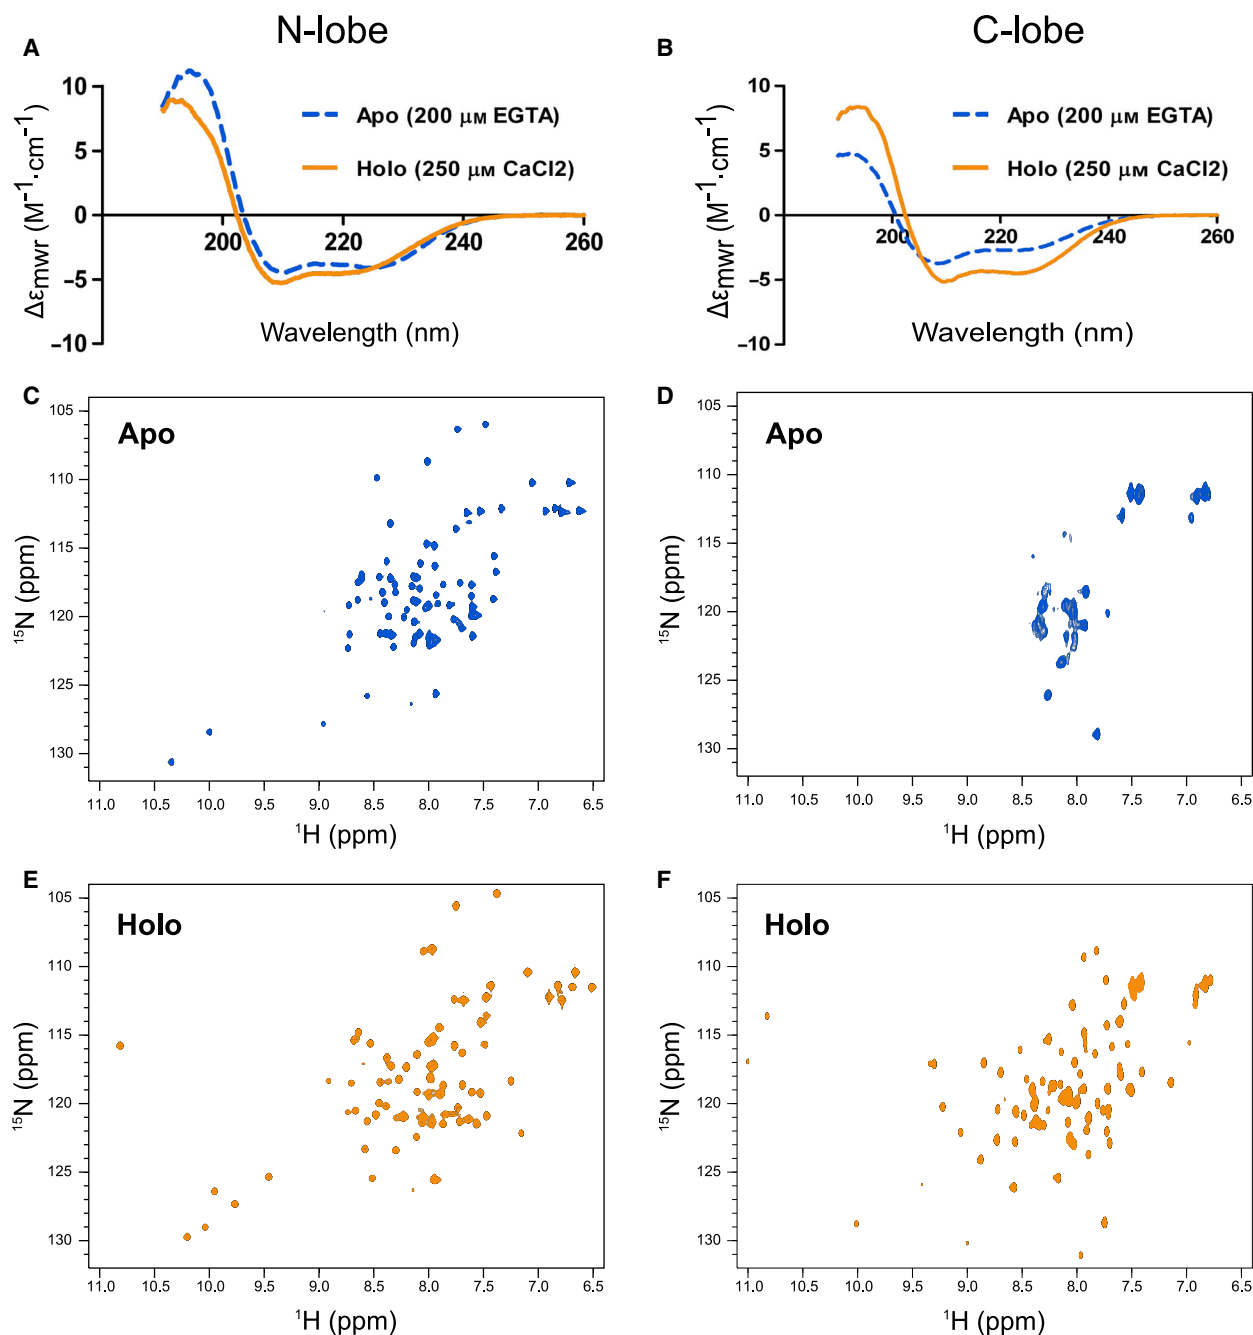 N-lobe
C-lobe
A
B
10
5
0
−5
−10
200
220
240
260
Apo (200 μM EGTA)
Holo (250 μM CaCl2)
Δεmwr (M⁻¹·cm⁻¹)
Wavelength (nm)
10
5
0
−5
−10
200
220
240
260
Apo (200 μM EGTA)
Holo (250 μM CaCl2)
Δεmwr (M⁻¹·cm⁻¹)
Wavelength (nm)
C
Apo
105
110
115
120
125
130
¹⁵N (ppm)
11.0 10.5 10.0 9.5 9.0 8.5 8.0 7.5 7.0 6.5
¹H (ppm)
D
Apo
105
110
115
120
125
130
¹⁵N (ppm)
11.0 10.5 10.0 9.5 9.0 8.5 8.0 7.5 7.0 6.5
¹H (ppm)
E
Holo
105
110
115
120
125
130
¹⁵N (ppm)
11.0 10.5 10.0 9.5 9.0 8.5 8.0 7.5 7.0 6.5
¹H (ppm)
F
Holo
105
110
115
120
125
130
¹⁵N (ppm)
11.0 10.5 10.0 9.5 9.0 8.5 8.0 7.5 7.0 6.5
¹H (ppm)